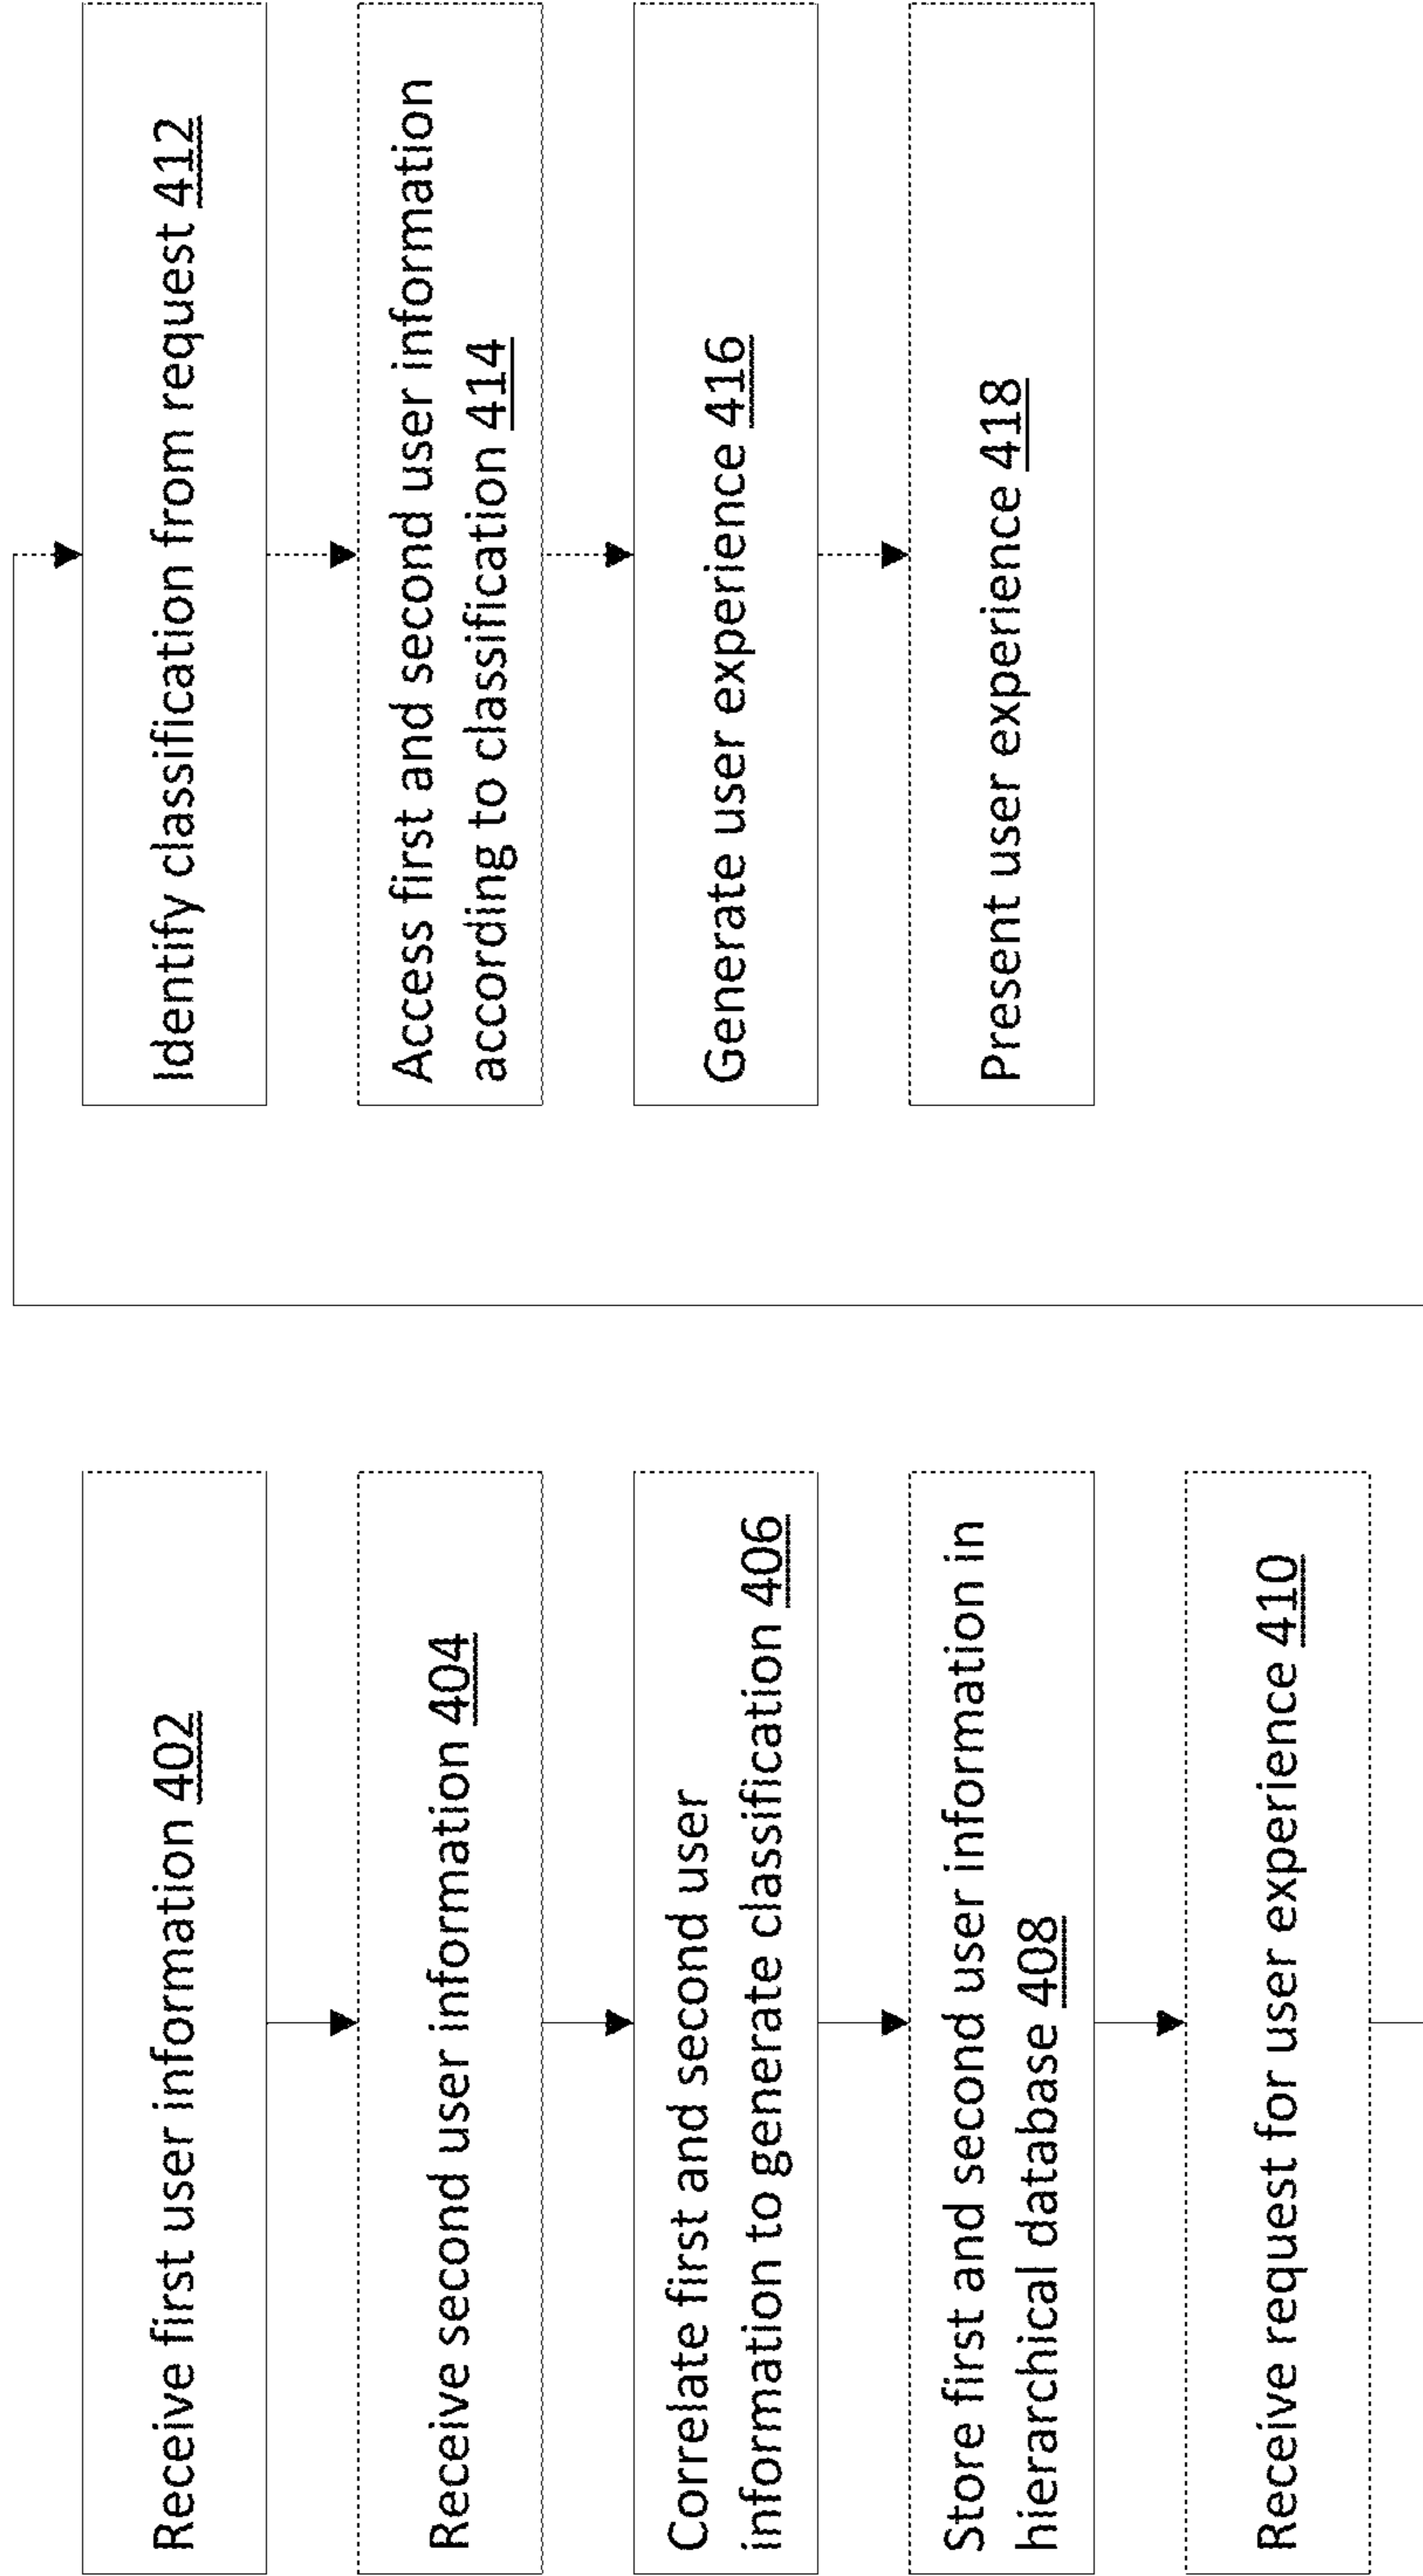 Receive first user information 402
Receive second user information 404
Correlate first and second user
information to generate classification 406
Store first and second user information in
hierarchical database 408
Receive request for user experience 410
Identify classification from request 412
Access first and second user information
according to classification 414
Generate user experience 416
Present user experience 418